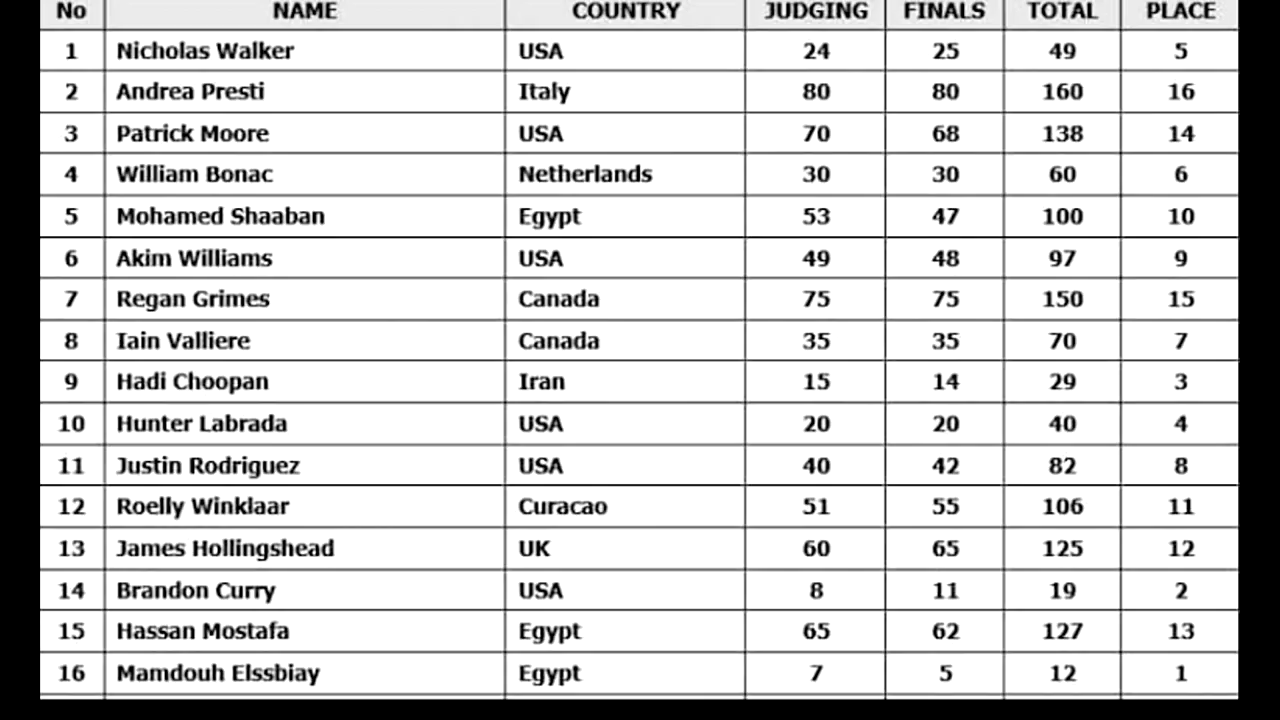 No NAME COUNTRY JUDGING FINALS TOTAL PLACE
1 Nicholas Walker USA 24 25 49 5
2 Andrea Presti Italy 80 80 160 16
3 Patrick Moore USA 70 68 138 14
4 William Bonac Netherlands 30 30 60 6
5 Mohamed Shaaban Egypt 53 47 100 10
6 Akim Williams USA 49 48 97 9
7 Regan Grimes Canada 75 75 150 15
8 Iain Valliere Canada 35 35 70 7
9 Hadi Choopan Iran 15 14 29 3
10 Hunter Labrada USA 20 20 40 4
11 Justin Rodriguez USA 40 42 82 8
12 Roelly Winklaar Curacao 51 55 106 11
13 James Hollingshead UK 60 65 125 12
14 Brandon Curry USA 8 11 19 2
15 Hassan Mostafa Egypt 65 62 127 13
16 Mamdouh Elssbiay Egypt 7 5 12 1